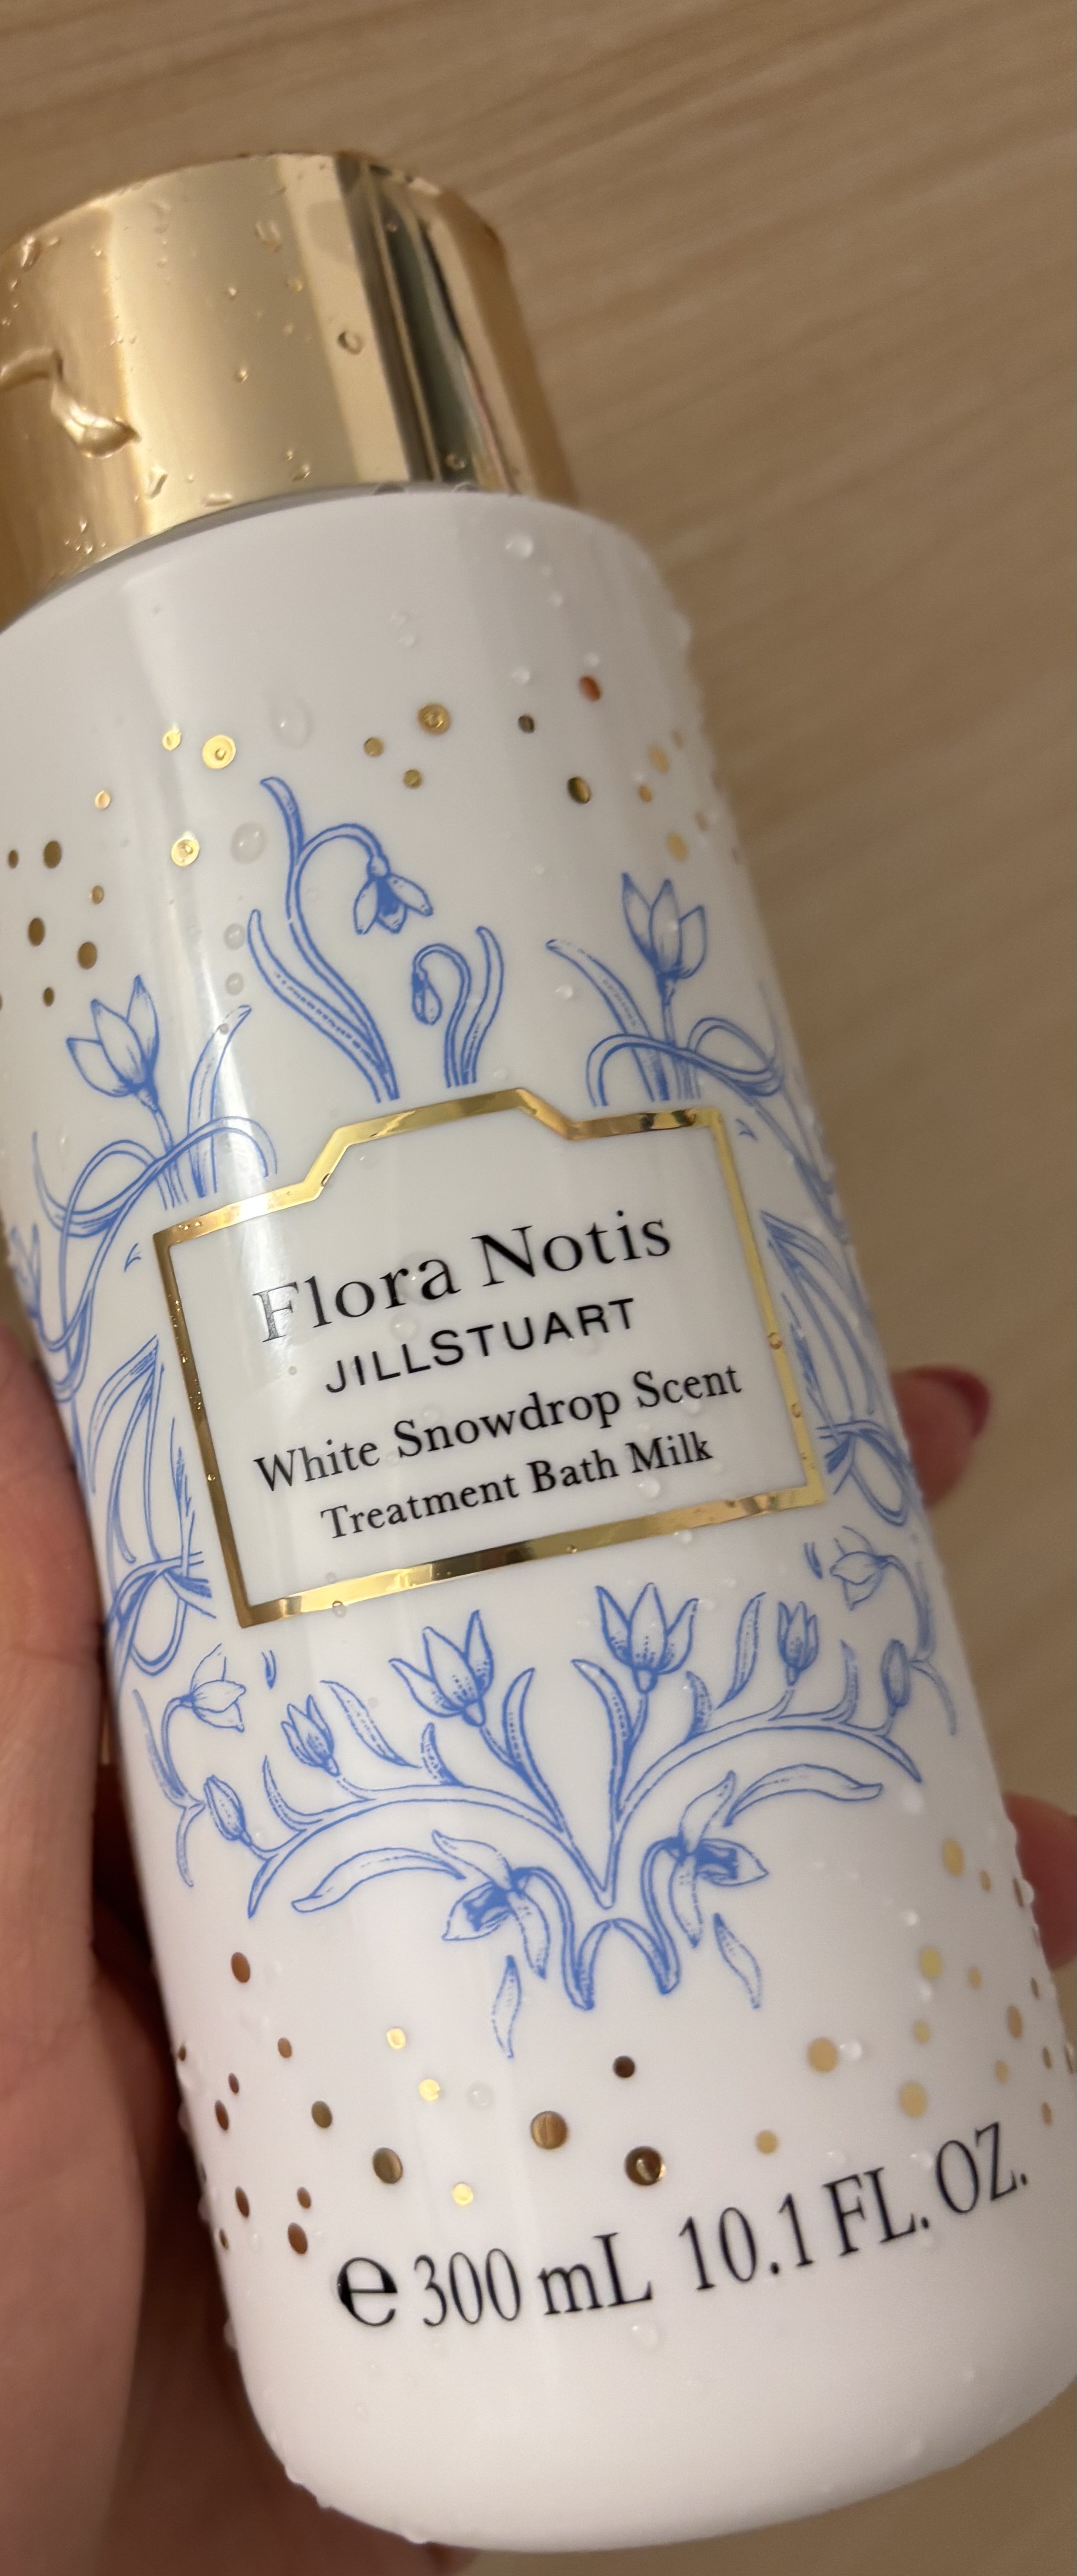 Flora Notis
JILLSTUART
White Snowdrop Scent
Treatment Bath Milk
℮ 300 mL 10.1 FL. OZ.